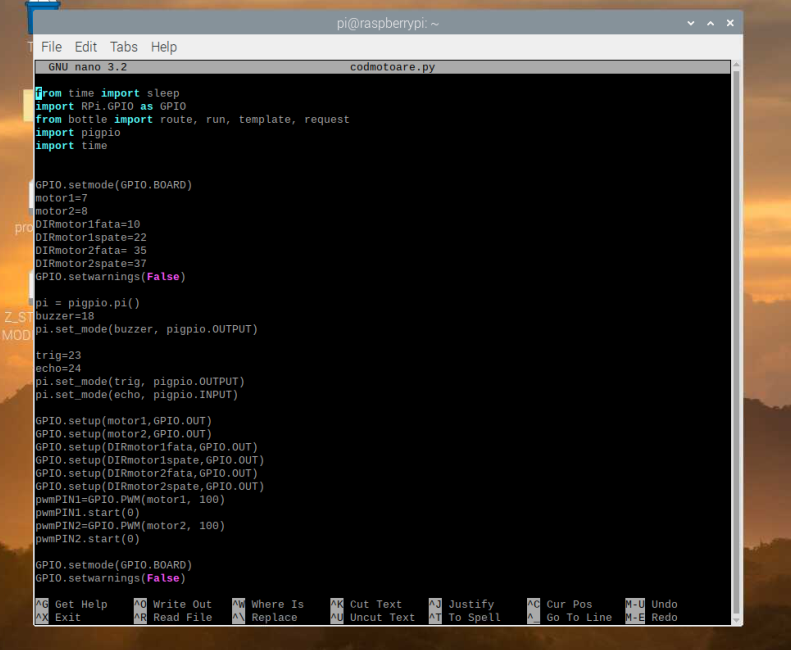 pi@raspberrypi: ~
File Edit Tabs Help
GNU nano 3.2 codmotoare.py
from time import sleep
import RPi.GPIO as GPIO
from bottle import route, run, template, request
import pigpio
import time
GPIO.setmode(GPIO.BOARD)
motor1=7
motor2=8
DIRmotor1fata=10
DIRmotor1spate=22
DIRmotor2fata= 35
DIRmotor2spate=37
GPIO.setwarnings(False)
pi = pigpio.pi()
buzzer=18
pi.set_mode(buzzer, pigpio.OUTPUT)
trig=23
echo=24
pi.set_mode(trig, pigpio.OUTPUT)
pi.set_mode(echo, pigpio.INPUT)
GPIO.setup(motor1,GPIO.OUT)
GPIO.setup(motor2,GPIO.OUT)
GPIO.setup(DIRmotor1fata,GPIO.OUT)
GPIO.setup(DIRmotor1spate,GPIO.OUT)
GPIO.setup(DIRmotor2fata,GPIO.OUT)
GPIO.setup(DIRmotor2spate,GPIO.OUT)
pwmPIN1=GPIO.PWM(motor1, 100)
pwmPIN1.start(0)
pwmPIN2=GPIO.PWM(motor2, 100)
pwmPIN2.start(0)
GPIO.setmode(GPIO.BOARD)
GPIO.setwarnings(False)
^G Get Help ^O Write Out ^W Where Is ^K Cut Text ^J Justify ^C Cur Pos M-U Undo
^X Exit ^R Read File ^\ Replace ^U Uncut Text ^T To Spell ^_ Go To Line M-E Redo